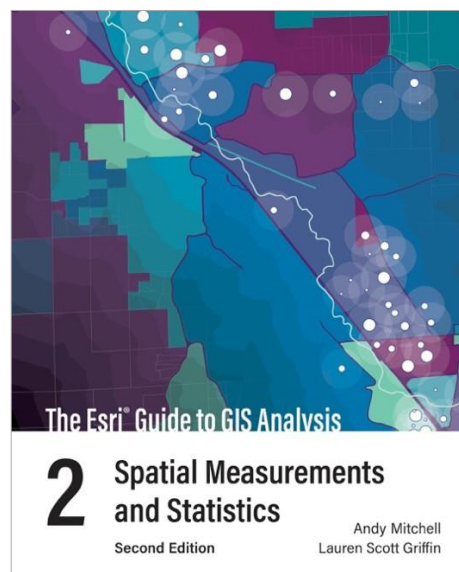 The Esri® Guide to GIS Analysis
2
Spatial Measurements
and Statistics
Second Edition
Andy Mitchell
Lauren Scott Griffin